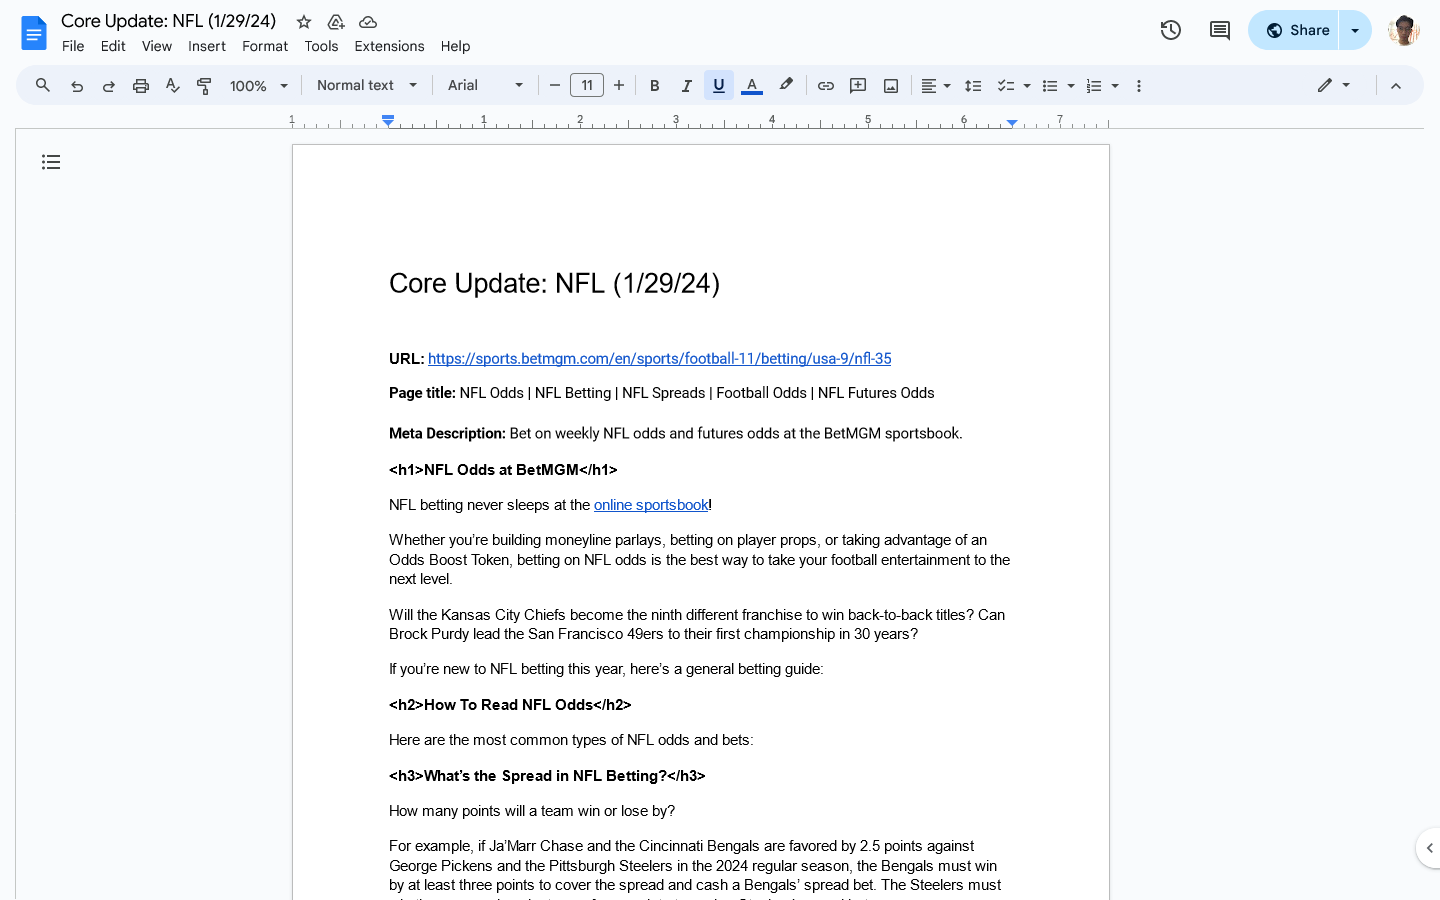 Core Update: NFL (1/29/24)
File Edit View Insert Format Tools Extensions Help
Share
100% Normal text Arial 11 B I U A
1 1 2 3 4 5 6 7
Core Update: NFL (1/29/24)
URL: https://sports.betmgm.com/en/sports/football-11/betting/usa-9/nfl-35
Page title: NFL Odds | NFL Betting | NFL Spreads | Football Odds | NFL Futures Odds
Meta Description: Bet on weekly NFL odds and futures odds at the BetMGM sportsbook.
<h1>NFL Odds at BetMGM</h1>
NFL betting never sleeps at the online sportsbook!
Whether you’re building moneyline parlays, betting on player props, or taking advantage of an
Odds Boost Token, betting on NFL odds is the best way to take your football entertainment to the
next level.
Will the Kansas City Chiefs become the ninth different franchise to win back-to-back titles? Can
Brock Purdy lead the San Francisco 49ers to their first championship in 30 years?
If you’re new to NFL betting this year, here’s a general betting guide:
<h2>How To Read NFL Odds</h2>
Here are the most common types of NFL odds and bets:
<h3>What’s the Spread in NFL Betting?</h3>
How many points will a team win or lose by?
For example, if Ja’Marr Chase and the Cincinnati Bengals are favored by 2.5 points against
George Pickens and the Pittsburgh Steelers in the 2024 regular season, the Bengals must win
by at least three points to cover the spread and cash a Bengals’ spread bet. The Steelers must